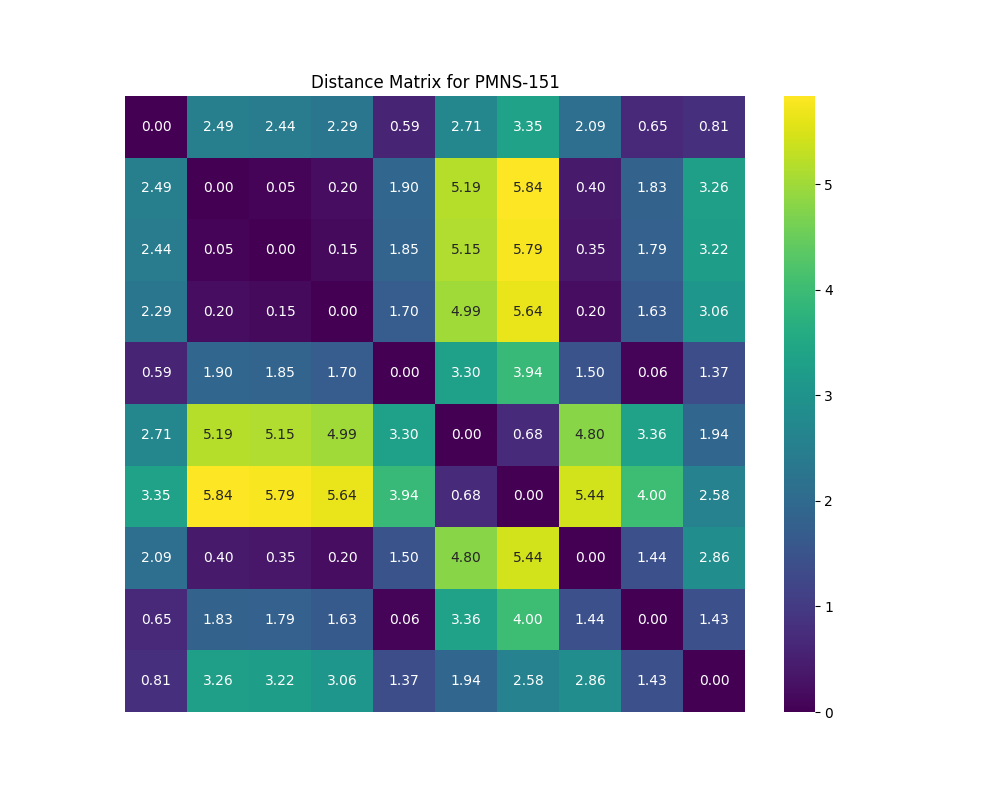 Distance Matrix for PMNS-151
0.00 2.49 2.44 2.29 0.59 2.71 3.35 2.09 0.65 0.81
2.49 0.00 0.05 0.20 1.90 5.19 5.84 0.40 1.83 3.26
2.44 0.05 0.00 0.15 1.85 5.15 5.79 0.35 1.79 3.22
2.29 0.20 0.15 0.00 1.70 4.99 5.64 0.20 1.63 3.06
0.59 1.90 1.85 1.70 0.00 3.30 3.94 1.50 0.06 1.37
2.71 5.19 5.15 4.99 3.30 0.00 0.68 4.80 3.36 1.94
3.35 5.84 5.79 5.64 3.94 0.68 0.00 5.44 4.00 2.58
2.09 0.40 0.35 0.20 1.50 4.80 5.44 0.00 1.44 2.86
0.65 1.83 1.79 1.63 0.06 3.36 4.00 1.44 0.00 1.43
0.81 3.26 3.22 3.06 1.37 1.94 2.58 2.86 1.43 0.00
5
4
3
2
1
0